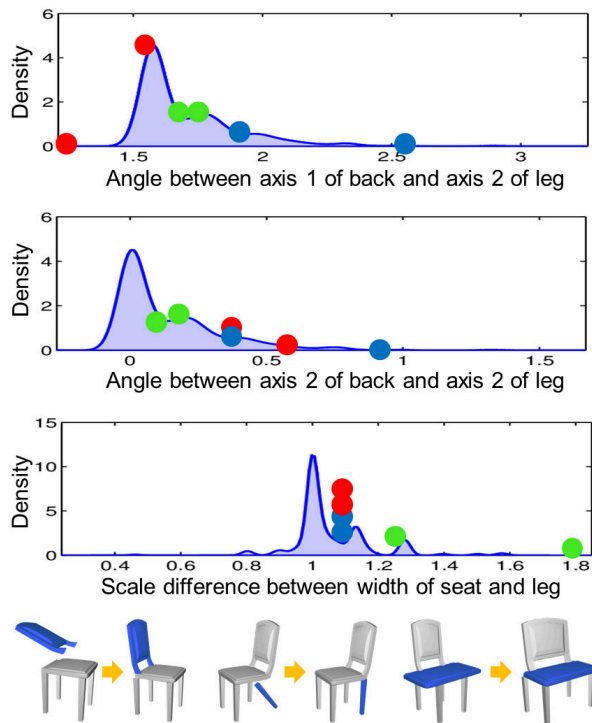 6
4
2
0
Density
1.5 2 2.5 3
Angle between axis 1 of back and axis 2 of leg
6
4
2
0
Density
0 0.5 1 1.5
Angle between axis 2 of back and axis 2 of leg
15
10
5
0
Density
0.4 0.6 0.8 1 1.2 1.4 1.6 1.8
Scale difference between width of seat and leg